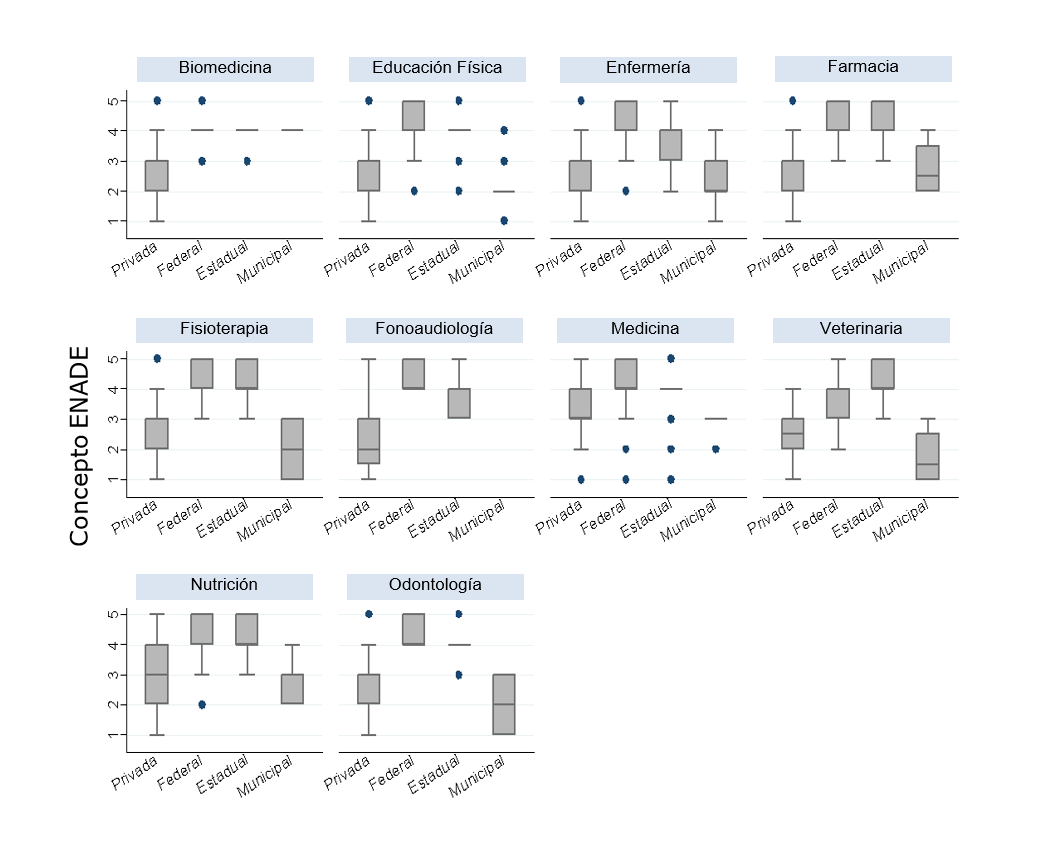 Biomedicina
Educación Física
Enfermería
Farmacia
5
4
3
2
1
Privada
Federal
Estadual
Municipal
Privada
Federal
Estadual
Municipal
Privada
Federal
Estadual
Municipal
Privada
Federal
Estadual
Municipal
Concepto ENADE
Fisioterapia
Fonoaudiología
Medicina
Veterinaria
5
4
3
2
1
Privada
Federal
Estadual
Municipal
Privada
Federal
Estadual
Municipal
Privada
Federal
Estadual
Municipal
Privada
Federal
Estadual
Municipal
Nutrición
Odontología
5
4
3
2
1
Privada
Federal
Estadual
Municipal
Privada
Federal
Estadual
Municipal